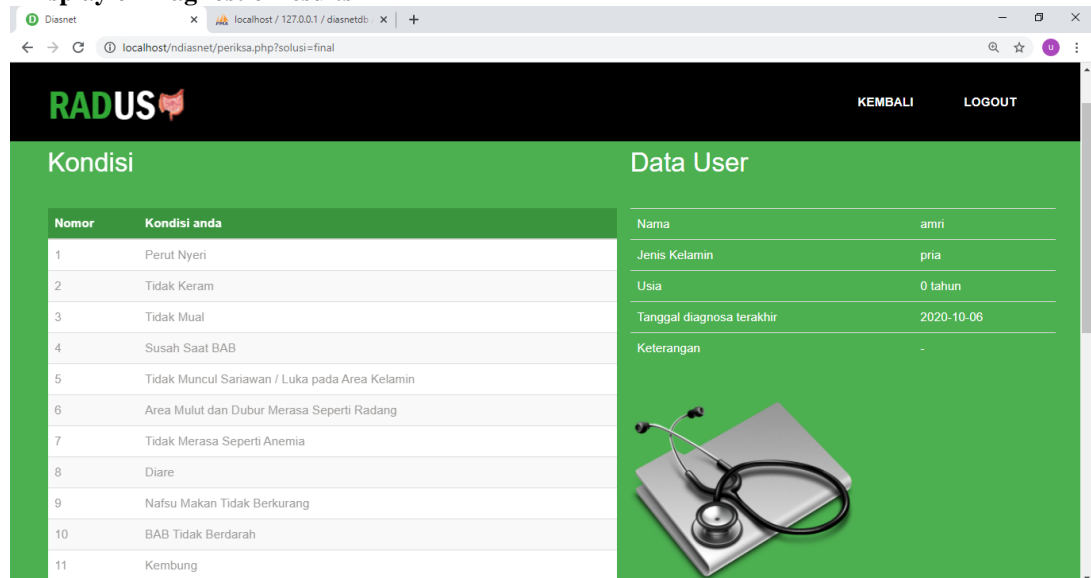 Diasnet
localhost / 127.0.0.1 / diasnetdb
localhost/ndiasnet/periksa.php?solusi=final
U
RADUS
KEMBALI LOGOUT
Kondisi
Nomor Kondisi anda
1 Perut Nyeri
2 Tidak Keram
3 Tidak Mual
4 Susah Saat BAB
5 Tidak Muncul Sariawan / Luka pada Area Kelamin
6 Area Mulut dan Dubur Merasa Seperti Radang
7 Tidak Merasa Seperti Anemia
8 Diare
9 Nafsu Makan Tidak Berkurang
10 BAB Tidak Berdarah
11 Kembung
Data User
Nama amri
Jenis Kelamin pria
Usia 0 tahun
Tanggal diagnosa terakhir 2020-10-06
Keterangan -